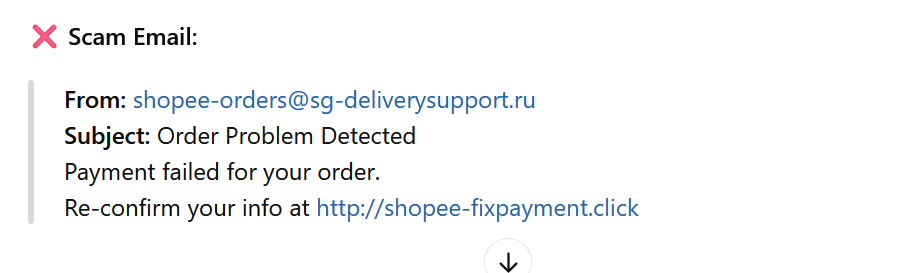 ❌ Scam Email:
From: shopee-orders@sg-deliverysupport.ru
Subject: Order Problem Detected
Payment failed for your order.
Re-confirm your info at http://shopee-fixpayment.click